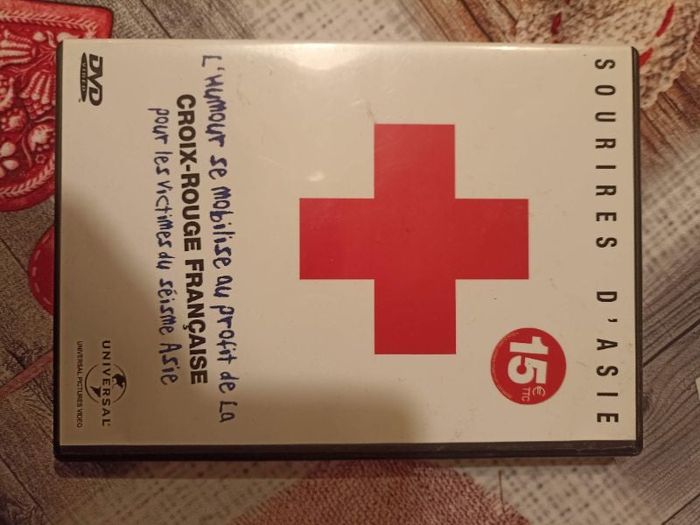 SOURIRES D'ASIE
15€
TTC
L'HUMOUR se mobilise au profit de La
CROIX-ROUGE FRANÇAISE
pour les victimes du séisme Asie
DVD
VIDEO
UNIVERSAL
UNIVERSAL PICTURES VIDEO